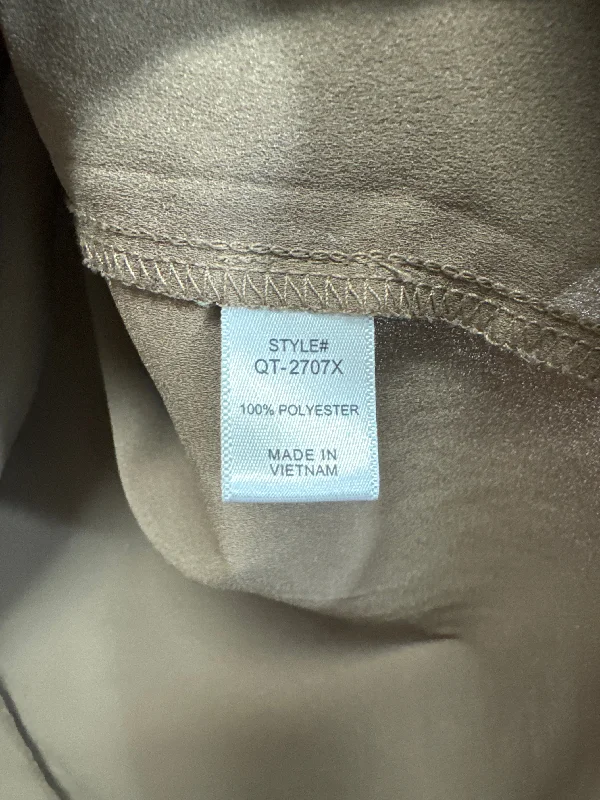 STYLE#
QT-2707X
100% POLYESTER
MADE IN
VIETNAM